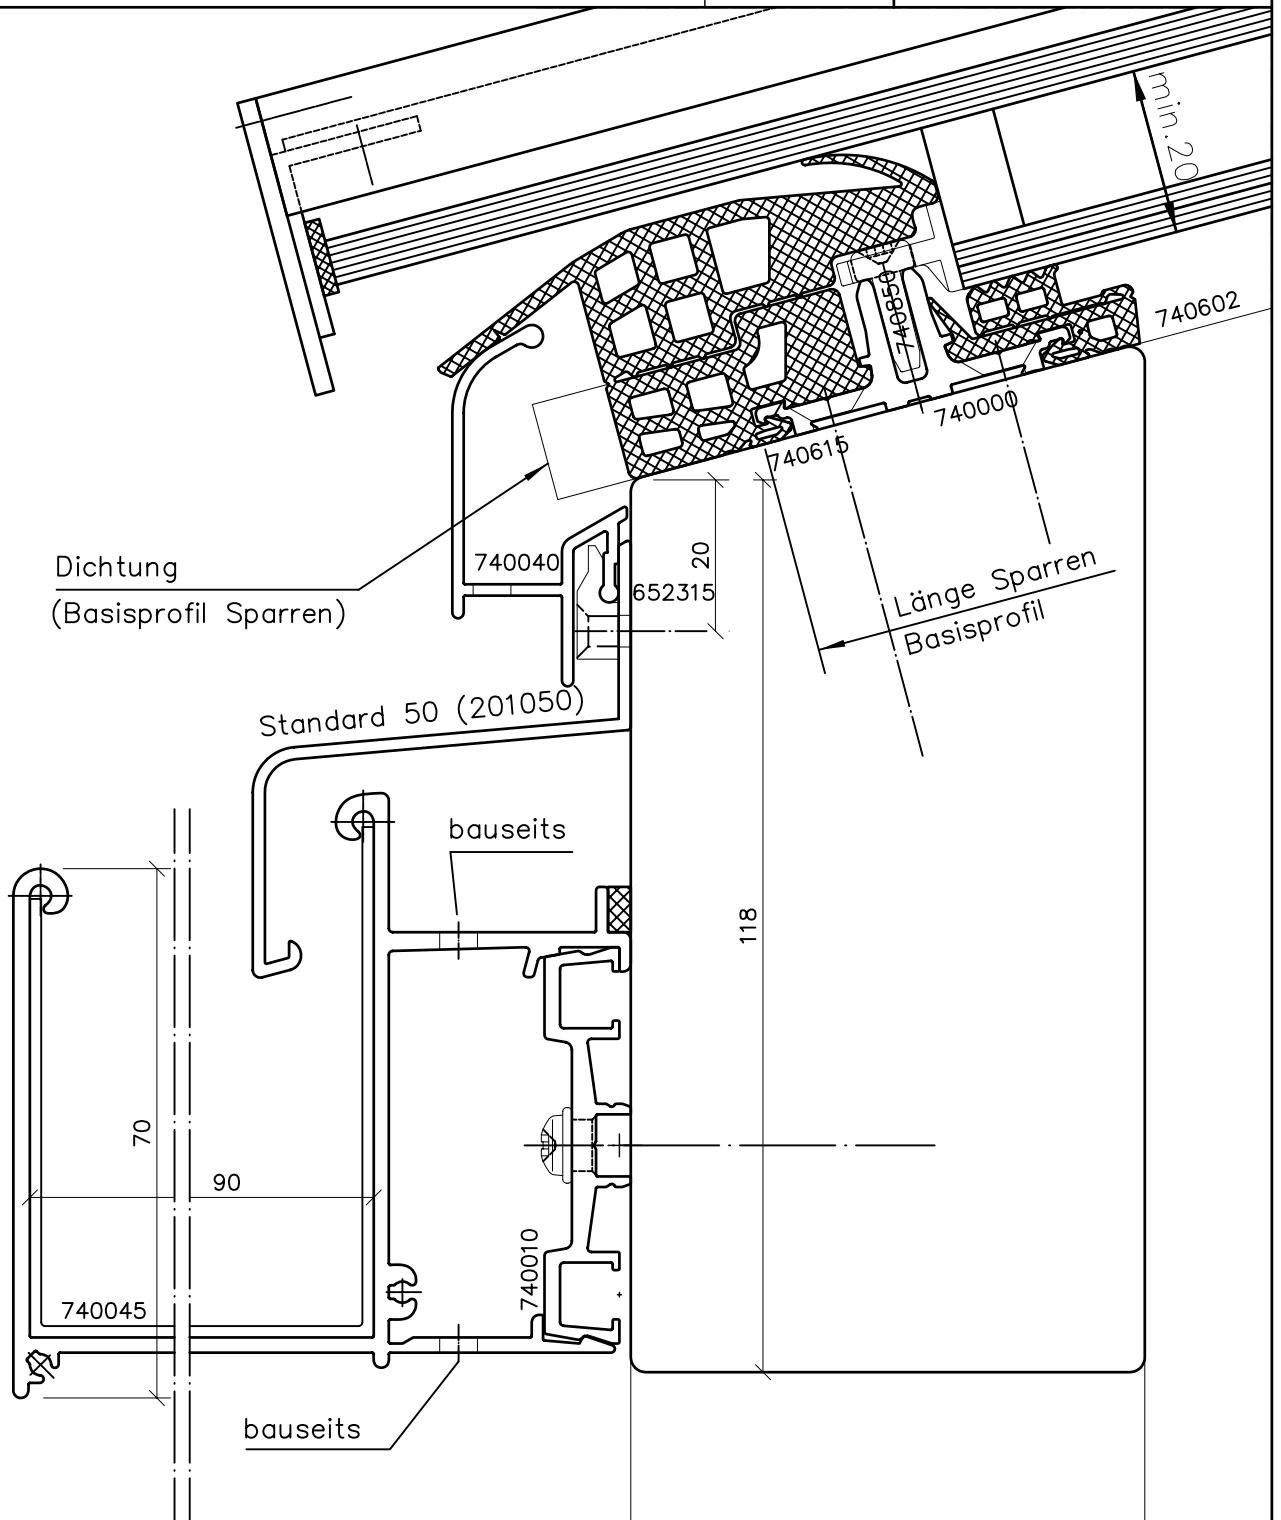 min.20
740850
740602
740000
740615
Dichtung
(Basisprofil Sparren)
740040
20
652315
Länge Sparren
Basisprofil
Standard 50 (201050)
bauseits
118
70
90
740010
740045
bauseits